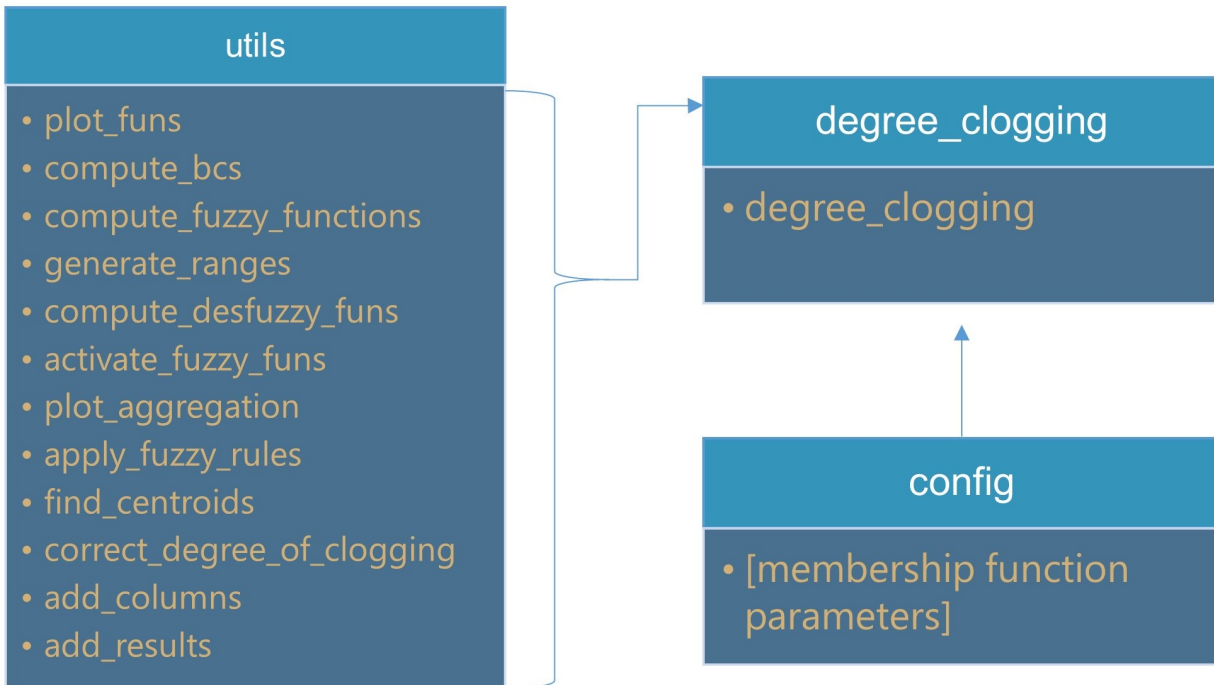 utils
• plot_funs
• compute_bcs
• compute_fuzzy_functions
• generate_ranges
• compute_desfuzzy_funs
• activate_fuzzy_funs
• plot_aggregation
• apply_fuzzy_rules
• find_centroids
• correct_degree_of_clogging
• add_columns
• add_results
degree_clogging
• degree_clogging
config
• [membership function
parameters]